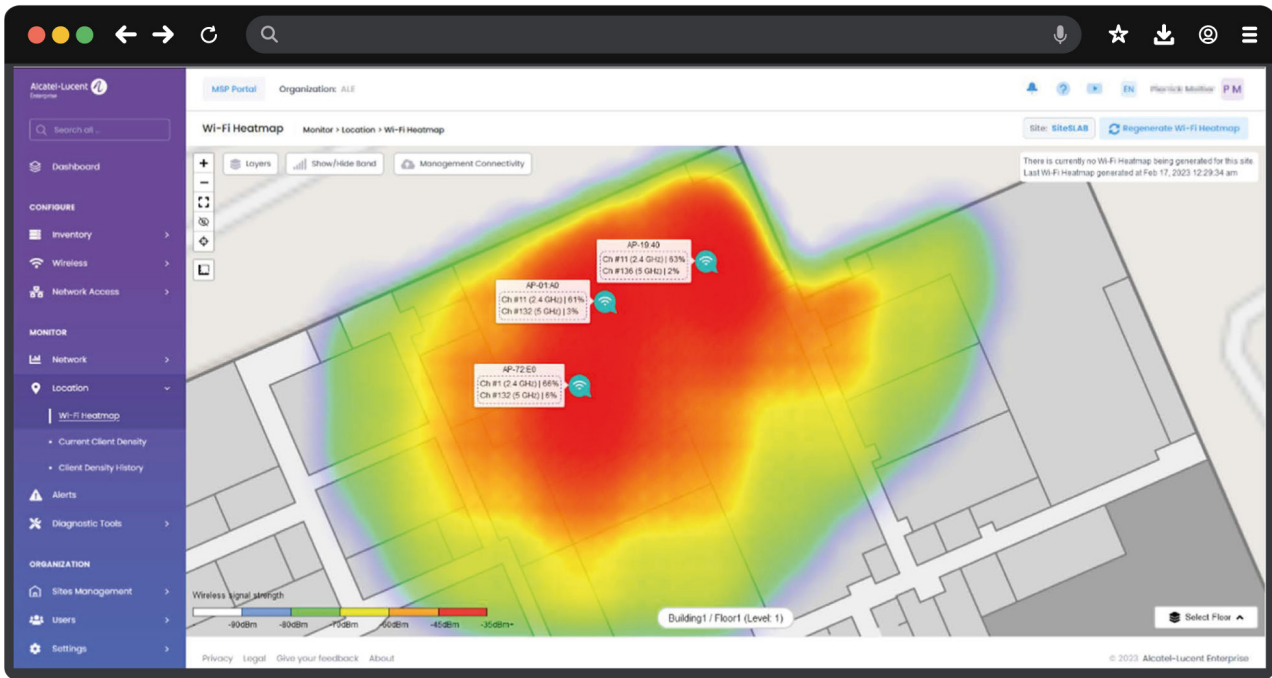 Alcatel-Lucent
Enterprise
Search all ...
Dashboard
CONFIGURE
Inventory
Wireless
Network Access
MONITOR
Network
Location
Wi-Fi Heatmap
Current Client Density
Client Density History
Alerts
Diagnostic Tools
ORGANIZATION
Sites Management
Users
Settings
MSP Portal Organization: ALE
EN P M
Wi-Fi Heatmap Monitor > Location > Wi-Fi Heatmap
Site: SiteSLAB Regenerate Wi-Fi Heatmap
+ Layers Show/Hide Band Management Connectivity
−
There is currently no Wi-Fi Heatmap being generated for this site
Last Wi-Fi Heatmap generated at Feb 17, 2023 12:29:34 am
AP-19:40
Ch #11 (2.4 GHz) | 63%
Ch #136 (5 GHz) | 2%
AP-01:A0
Ch #11 (2.4 GHz) | 61%
Ch #132 (5 GHz) | 3%
AP-72:E0
Ch #1 (2.4 GHz) | 66%
Ch #132 (5 GHz) | 6%
Wireless signal strength
-90dBm -80dBm -70dBm -60dBm -45dBm -35dBm+
Building1 / Floor1 (Level: 1)
Select Floor
Privacy Legal Give your feedback About
© 2023 Alcatel-Lucent Enterprise